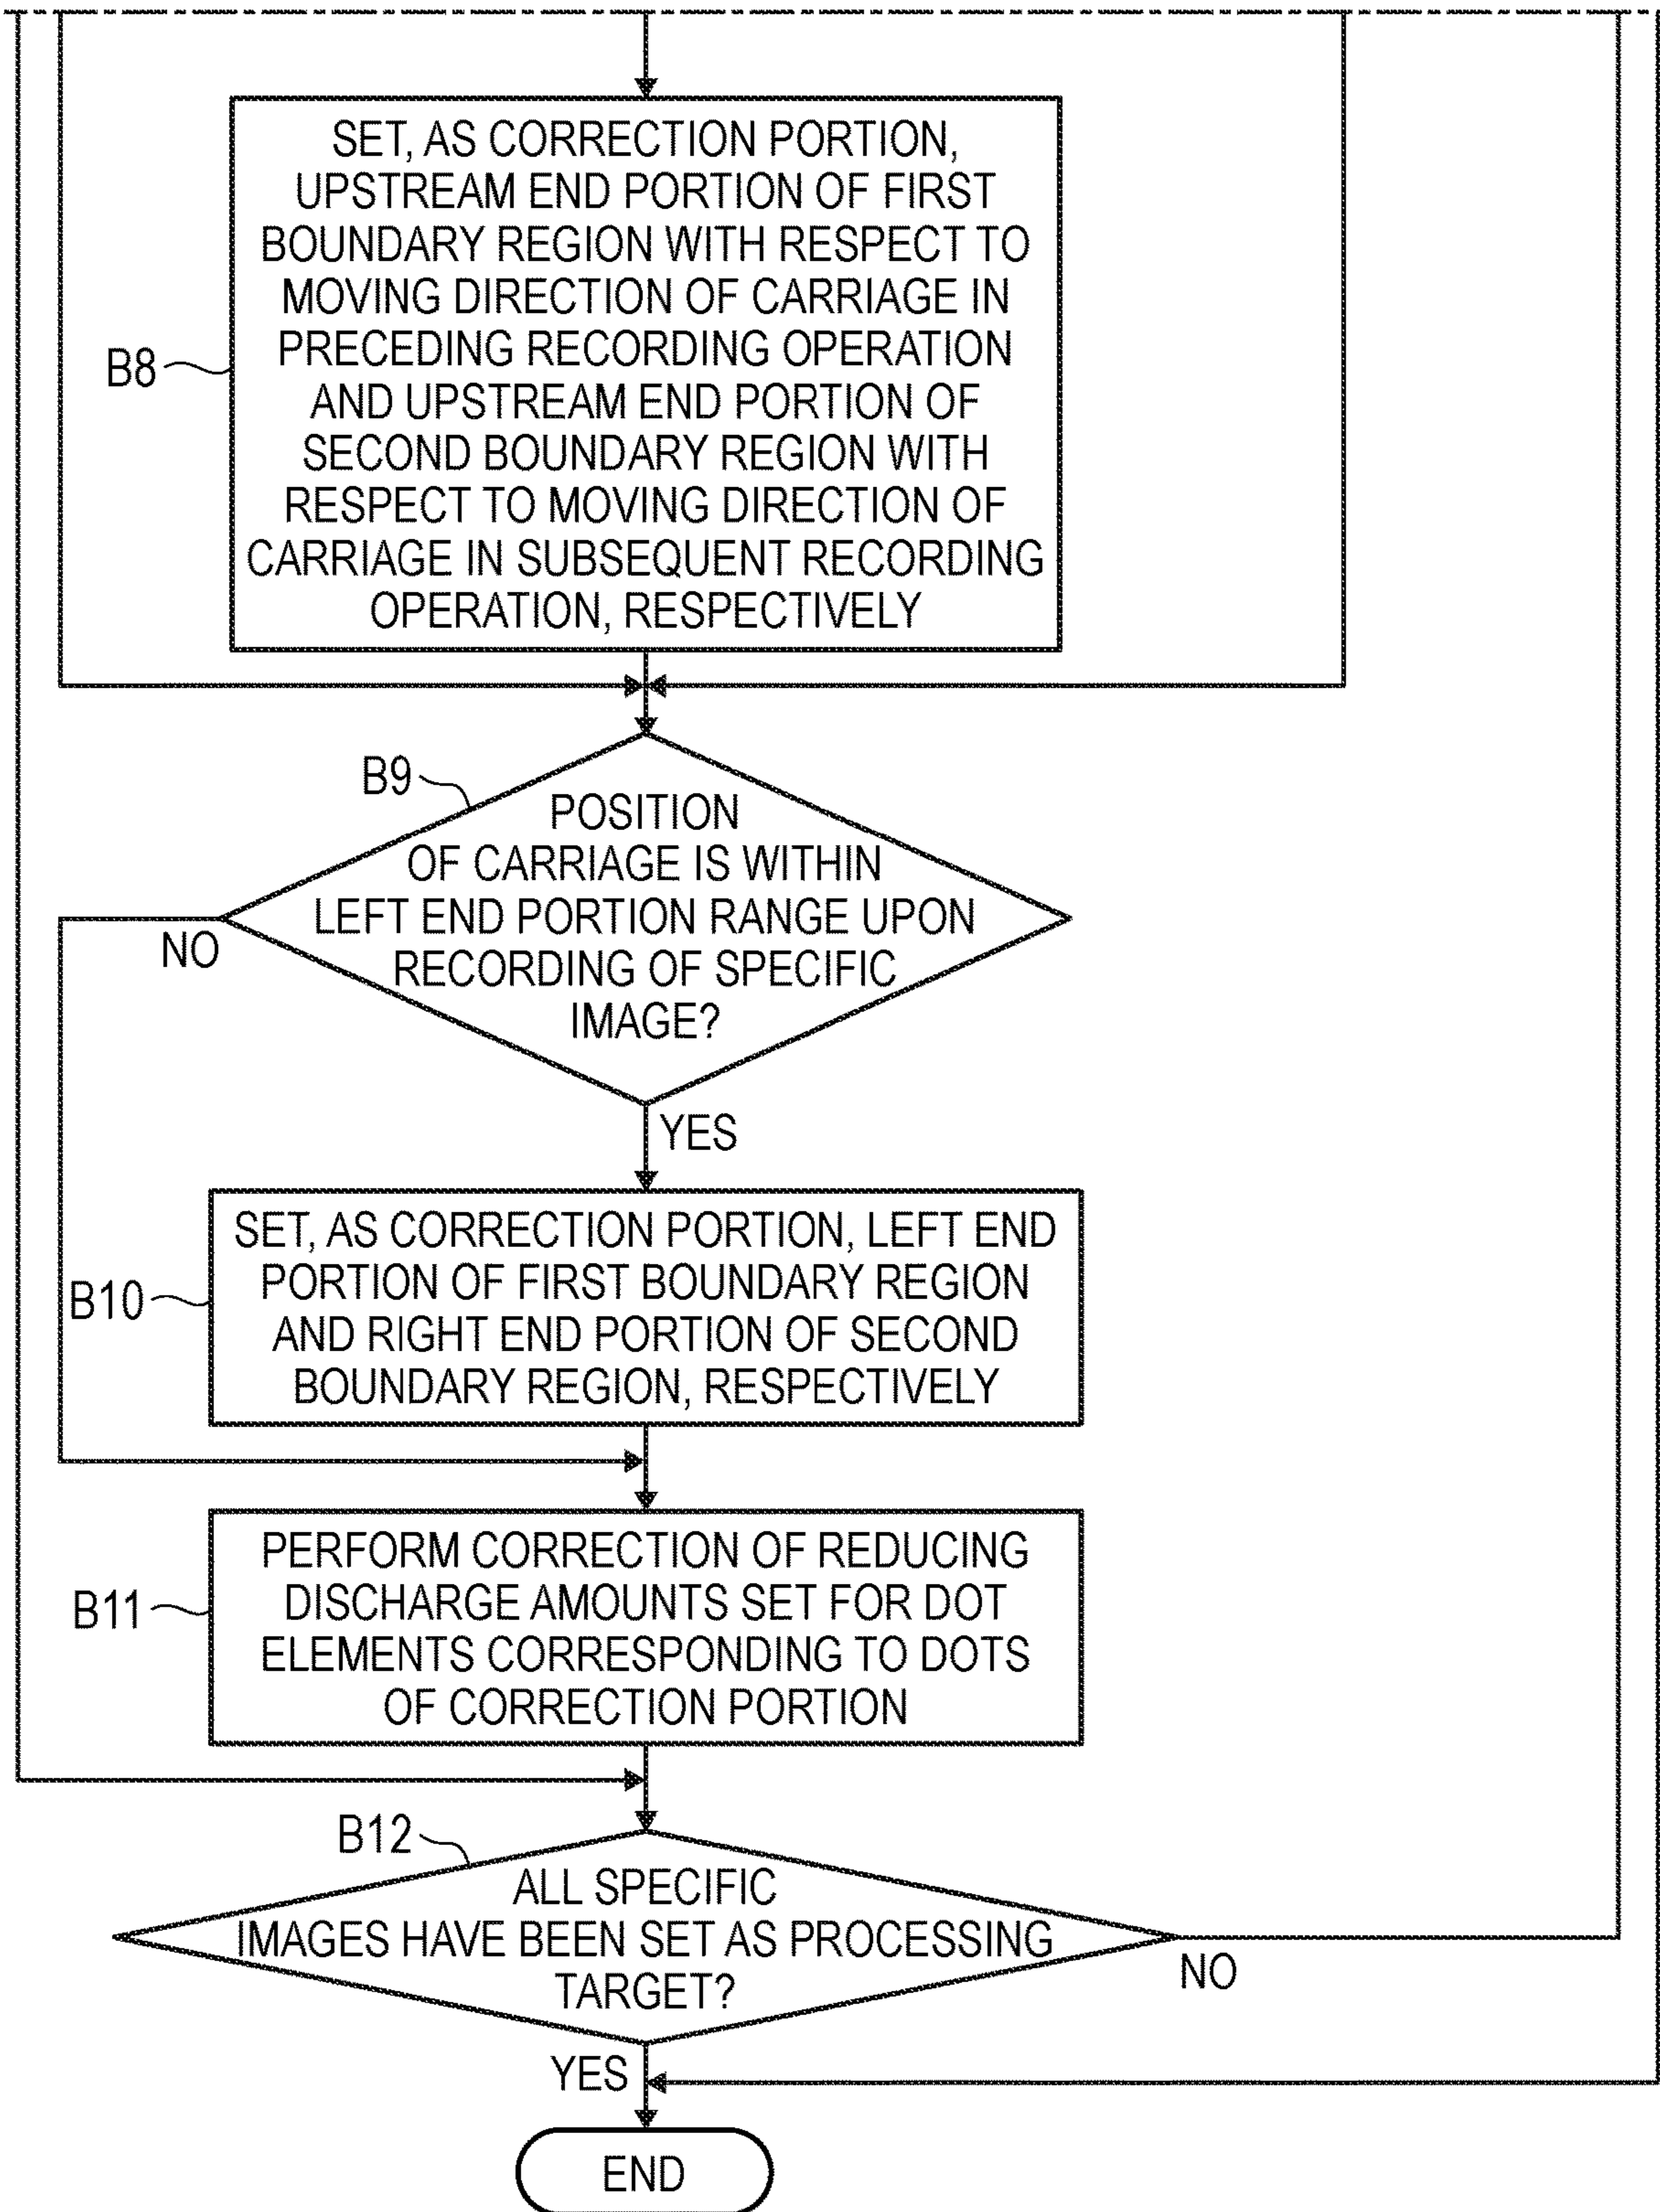 SET, AS CORRECTION PORTION,
UPSTREAM END PORTION OF FIRST
BOUNDARY REGION WITH RESPECT TO
MOVING DIRECTION OF CARRIAGE IN
PRECEDING RECORDING OPERATION
AND UPSTREAM END PORTION OF
SECOND BOUNDARY REGION WITH
RESPECT TO MOVING DIRECTION OF
CARRIAGE IN SUBSEQUENT RECORDING
OPERATION, RESPECTIVELY
B8
B9
POSITION
OF CARRIAGE IS WITHIN
LEFT END PORTION RANGE UPON
RECORDING OF SPECIFIC
IMAGE?
NO
YES
SET, AS CORRECTION PORTION, LEFT END
PORTION OF FIRST BOUNDARY REGION
AND RIGHT END PORTION OF SECOND
BOUNDARY REGION, RESPECTIVELY
B10
PERFORM CORRECTION OF REDUCING
DISCHARGE AMOUNTS SET FOR DOT
ELEMENTS CORRESPONDING TO DOTS
OF CORRECTION PORTION
B11
B12
ALL SPECIFIC
IMAGES HAVE BEEN SET AS PROCESSING
TARGET?
NO
YES
END